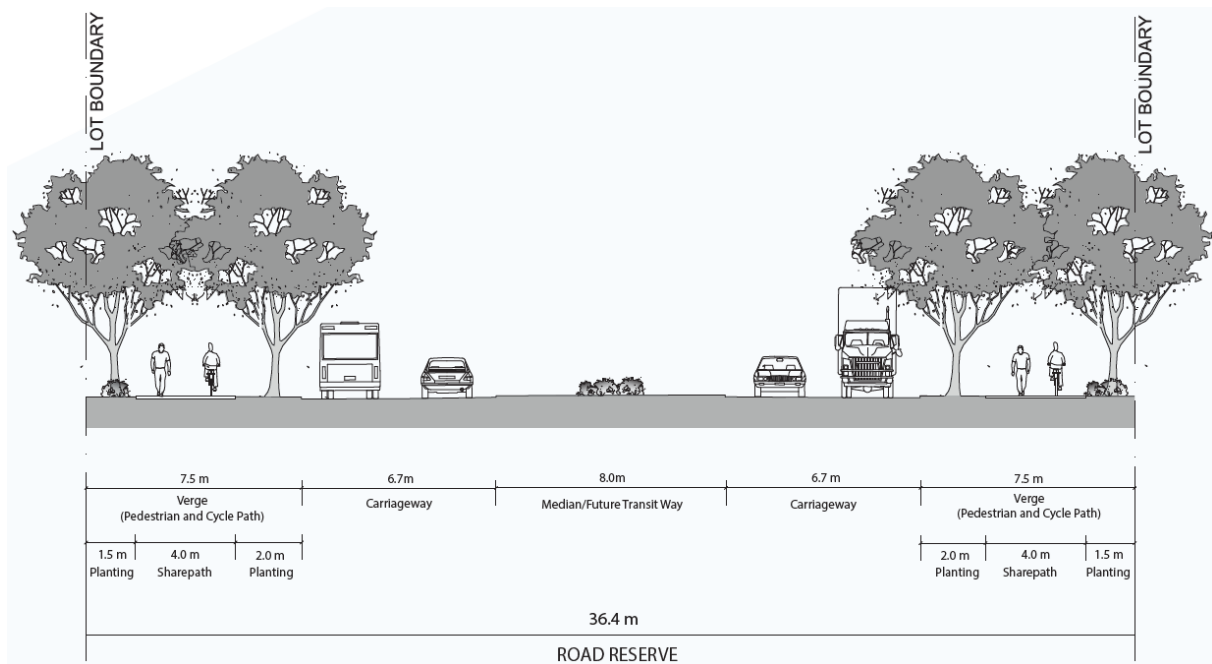 LOT BOUNDARY
LOT BOUNDARY
7.5 m
6.7m
8.0m
6.7 m
7.5 m
Verge
(Pedestrian and Cycle Path)
Carriageway
Median/Future Transit Way
Carriageway
Verge
(Pedestrian and Cycle Path)
1.5 m
4.0 m
2.0 m
2.0 m
4.0 m
1.5 m
Planting
Sharepath
Planting
Planting
Sharepath
Planting
36.4 m
ROAD RESERVE